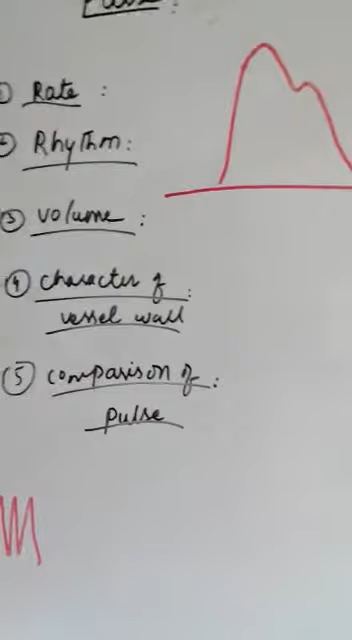 ① Rate :
② Rhythm:
③ volume :
④ character of :
vessel wall
⑤ comparison of :
pulse